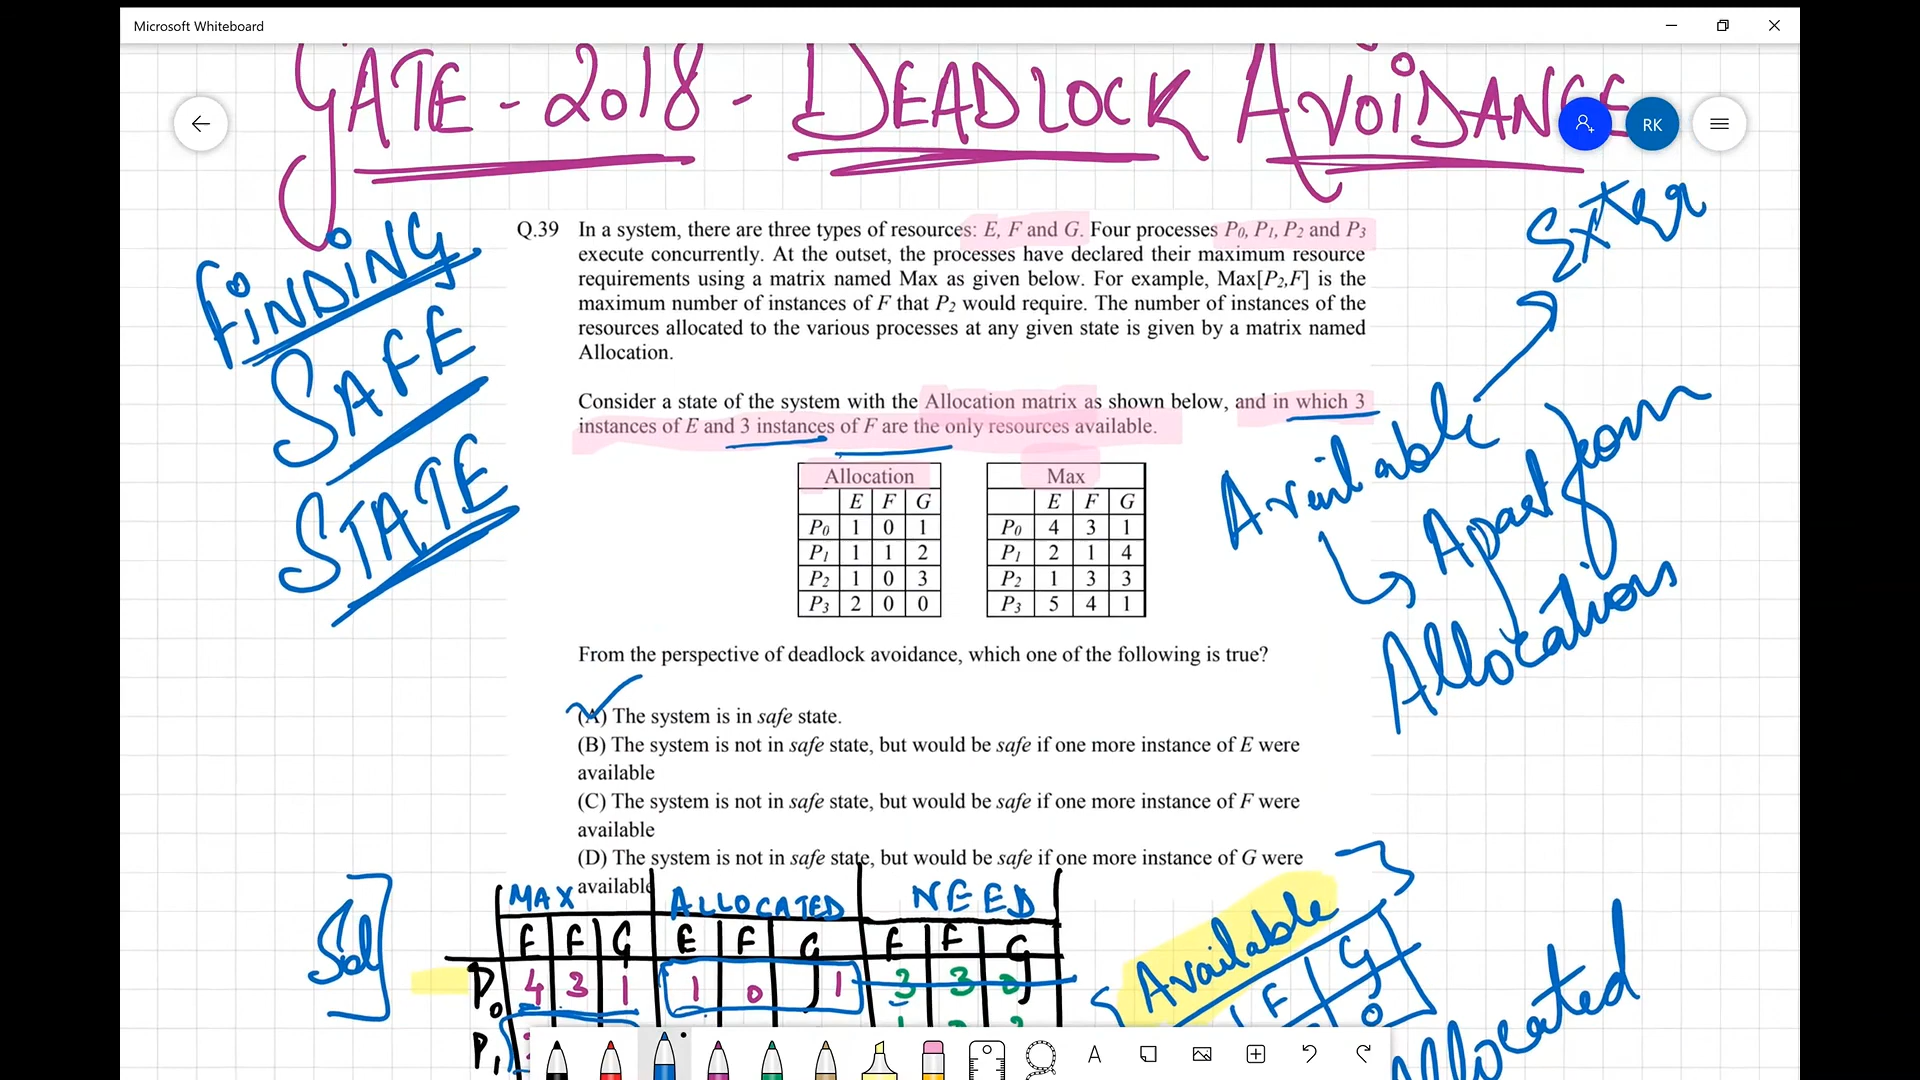 Microsoft Whiteboard
GATE - 2018 - DEADLOCK AVOIDANCE
RK
FINDING
SAFE
STATE
Q.39 In a system, there are three types of resources: E, F and G. Four processes P0, P1, P2 and P3
execute concurrently. At the outset, the processes have declared their maximum resource
requirements using a matrix named Max as given below. For example, Max[P2,F] is the
maximum number of instances of F that P2 would require. The number of instances of the
resources allocated to the various processes at any given state is given by a matrix named
Allocation.
Consider a state of the system with the Allocation matrix as shown below, and in which 3
instances of E and 3 instances of F are the only resources available.
Available
Apart from
Allocations
Allocation
E F G
P0 1 0 1
P1 1 1 2
P2 1 0 3
P3 2 0 0
Max
E F G
P0 4 3 1
P1 2 1 4
P2 1 3 3
P3 5 4 1
From the perspective of deadlock avoidance, which one of the following is true?
(A) The system is in safe state.
(B) The system is not in safe state, but would be safe if one more instance of E were
available
(C) The system is not in safe state, but would be safe if one more instance of F were
available
(D) The system is not in safe state, but would be safe if one more instance of G were
available
Sol
MAX ALLOCATED NEED
E F G E F G E F G
P0 4 3 1 1 0 1 3 3 0
P1
Available
F G
0
Allocated
A